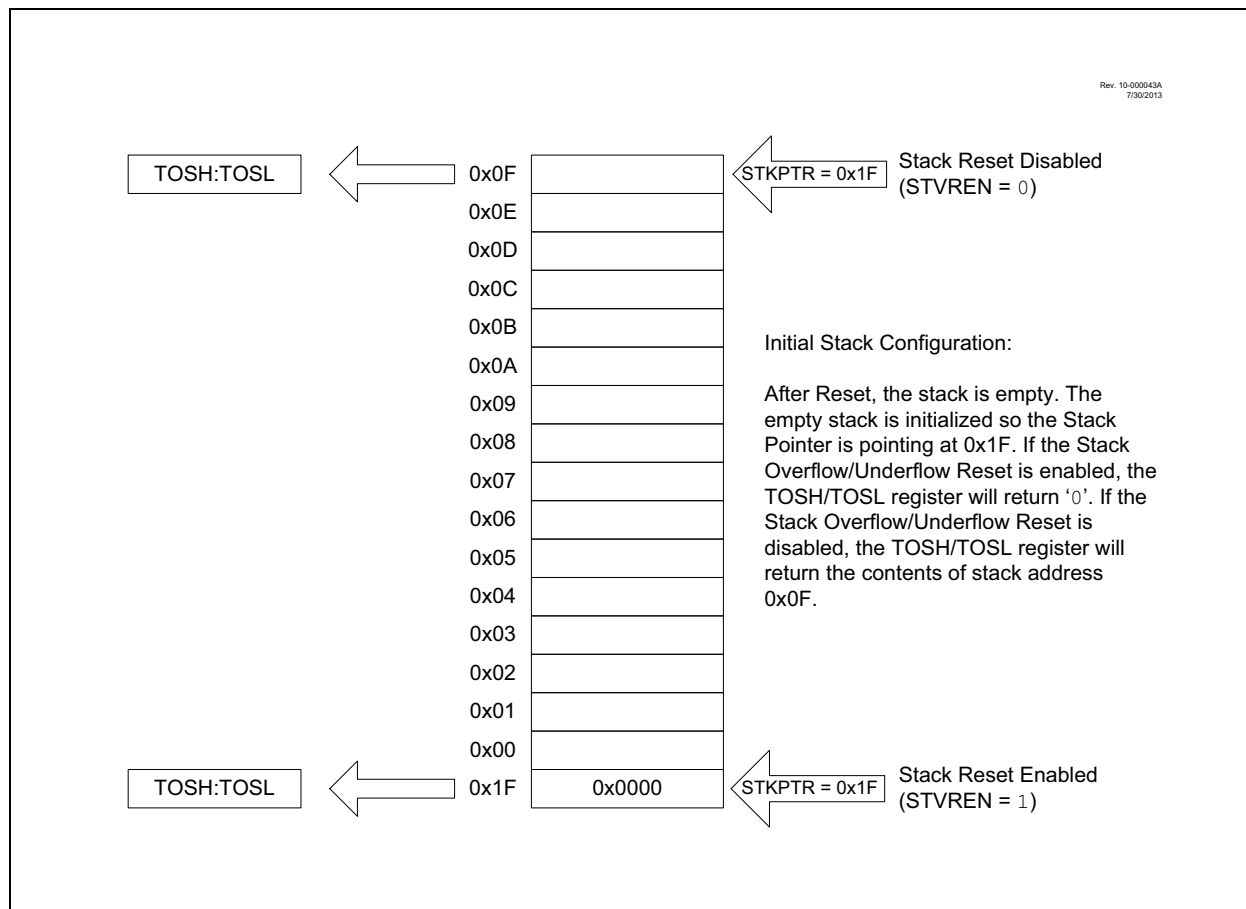 Rev. 10-000043A
7/30/2013
TOSH:TOSL
0x0F
STKPTR = 0x1F
Stack Reset Disabled
(STVREN = 0)
0x0E
0x0D
0x0C
0x0B
0x0A
0x09
0x08
0x07
0x06
0x05
0x04
0x03
0x02
0x01
0x00
Initial Stack Configuration:
After Reset, the stack is empty. The
empty stack is initialized so the Stack
Pointer is pointing at 0x1F. If the Stack
Overflow/Underflow Reset is enabled, the
TOSH/TOSL register will return ‘0’. If the
Stack Overflow/Underflow Reset is
disabled, the TOSH/TOSL register will
return the contents of stack address
0x0F.
TOSH:TOSL
0x1F
0x0000
STKPTR = 0x1F
Stack Reset Enabled
(STVREN = 1)